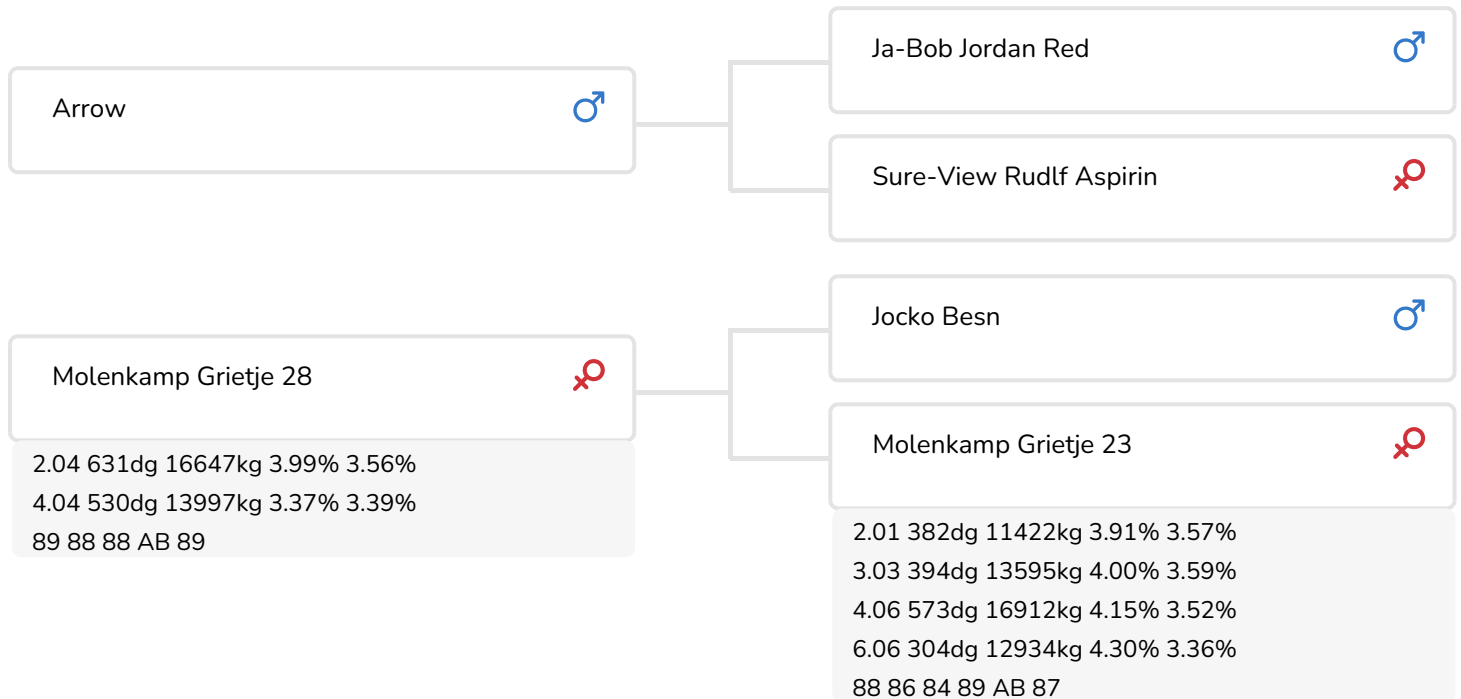 Ja-Bob Jordan Red
Arrow
Sure-View Rudlf Aspirin
Jocko Besn
Molenkamp Grietje 28
2.04 631dg 16647kg 3.99% 3.56%
4.04 530dg 13997kg 3.37% 3.39%
89 88 88 AB 89
Molenkamp Grietje 23
2.01 382dg 11422kg 3.91% 3.57%
3.03 394dg 13595kg 4.00% 3.59%
4.06 573dg 16912kg 4.15% 3.52%
6.06 304dg 12934kg 4.30% 3.36%
88 86 84 89 AB 87